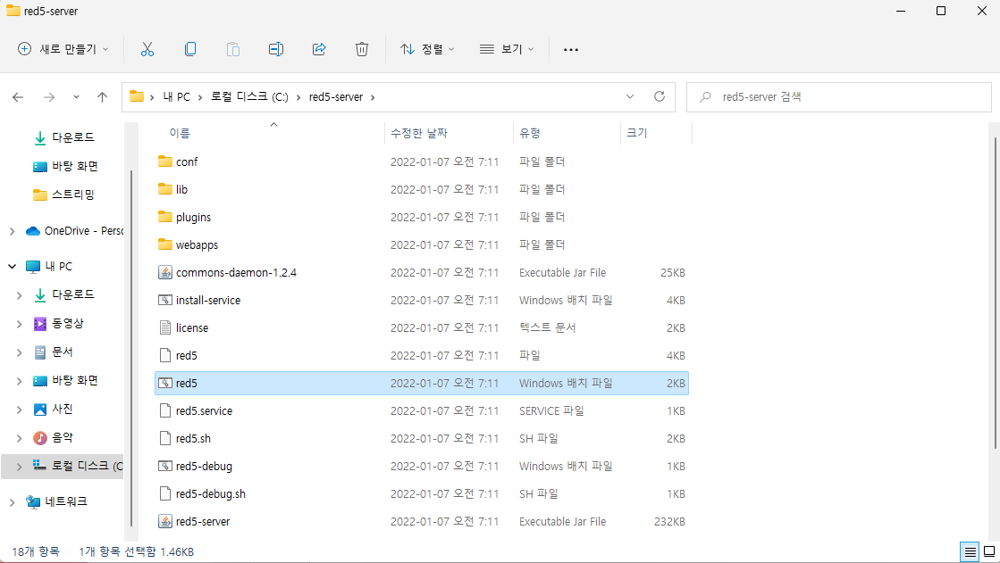 red5-server
새로 만들기
정렬
보기
내 PC > 로컬 디스크 (C:) > red5-server >
red5-server 검색
다운로드
바탕 화면
스트리밍
OneDrive - Perso
내 PC
다운로드
동영상
문서
바탕 화면
사진
음악
로컬 디스크 (C
네트워크
이름 수정한 날짜 유형 크기
conf 2022-01-07 오전 7:11 파일 폴더
lib 2022-01-07 오전 7:11 파일 폴더
plugins 2022-01-07 오전 7:11 파일 폴더
webapps 2022-01-07 오전 7:11 파일 폴더
commons-daemon-1.2.4 2022-01-07 오전 7:11 Executable Jar File 25KB
install-service 2022-01-07 오전 7:11 Windows 배치 파일 4KB
license 2022-01-07 오전 7:11 텍스트 문서 2KB
red5 2022-01-07 오전 7:11 파일 4KB
red5 2022-01-07 오전 7:11 Windows 배치 파일 2KB
red5.service 2022-01-07 오전 7:11 SERVICE 파일 1KB
red5.sh 2022-01-07 오전 7:11 SH 파일 2KB
red5-debug 2022-01-07 오전 7:11 Windows 배치 파일 1KB
red5-debug.sh 2022-01-07 오전 7:11 SH 파일 1KB
red5-server 2022-01-07 오전 7:11 Executable Jar File 232KB
18개 항목 1개 항목 선택함 1.46KB